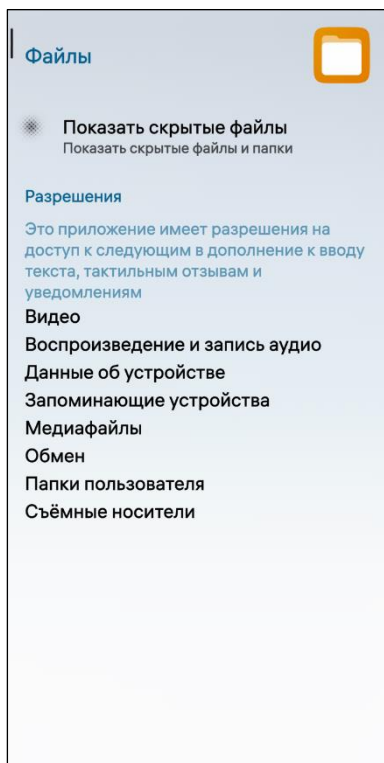 Файлы
Показать скрытые файлы
Показать скрытые файлы и папки
Разрешения
Это приложение имеет разрешения на
доступ к следующим в дополнение к вводу
текста, тактильным отзывам и
уведомлениям
Видео
Воспроизведение и запись аудио
Данные об устройстве
Запоминающие устройства
Медиафайлы
Обмен
Папки пользователя
Съёмные носители